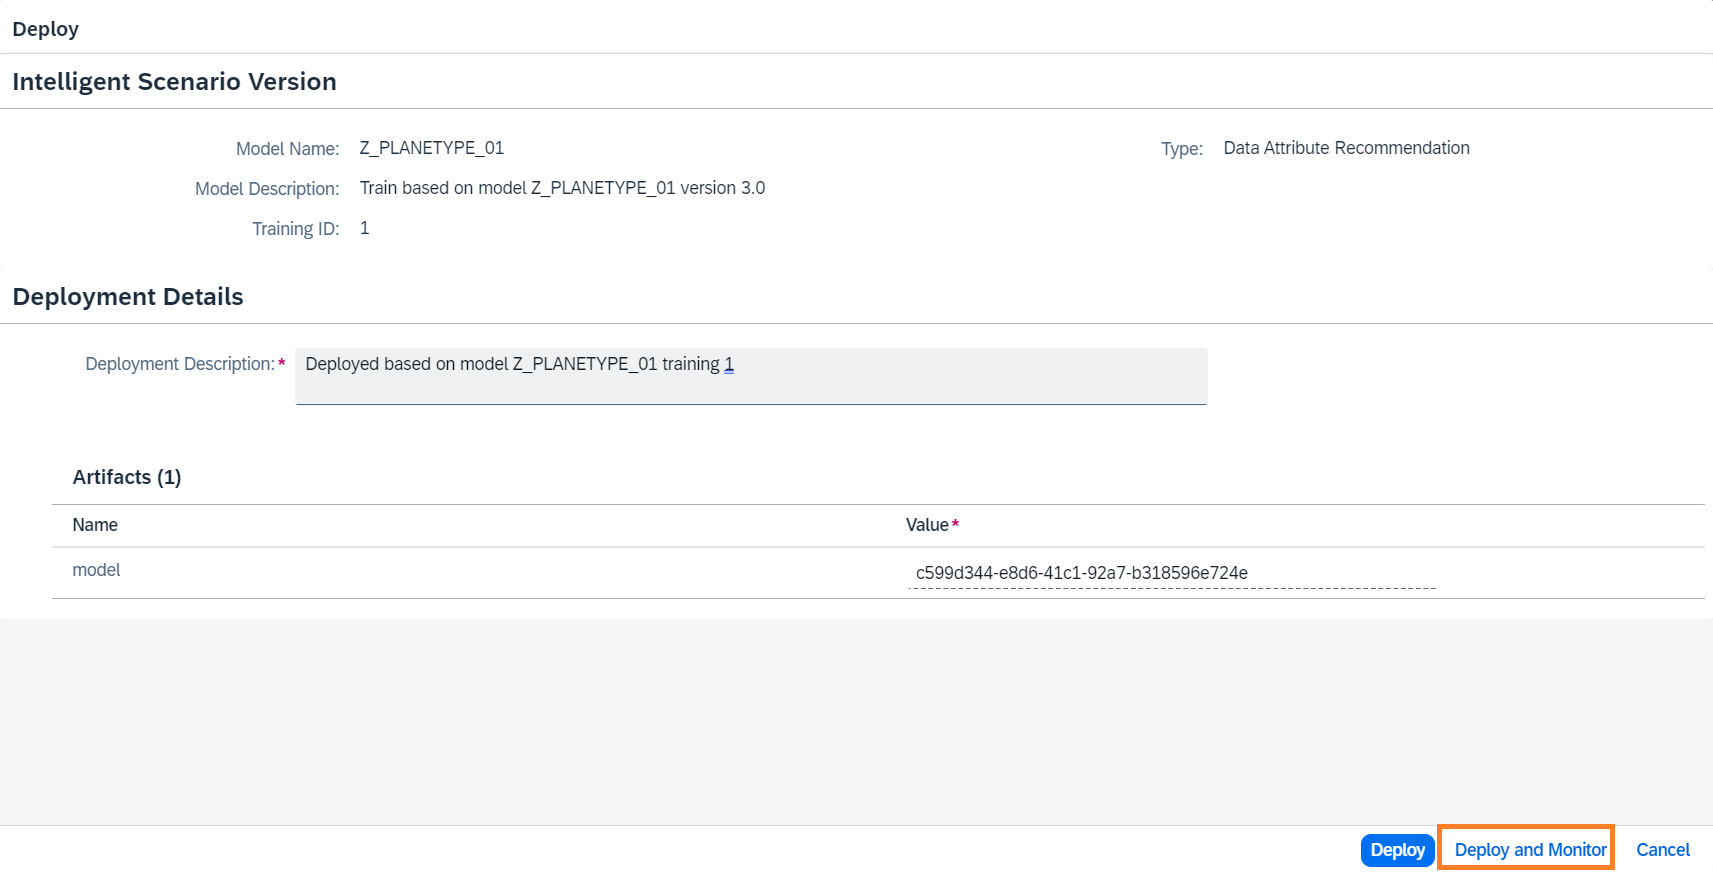 Deploy
Intelligent Scenario Version
Model Name: Z_PLANETYPE_01
Type: Data Attribute Recommendation
Model Description: Train based on model Z_PLANETYPE_01 version 3.0
Training ID: 1
Deployment Details
Deployment Description:* Deployed based on model Z_PLANETYPE_01 training 1
Artifacts (1)
Name Value*
model c599d344-e8d6-41c1-92a7-b318596e724e
Deploy Deploy and Monitor Cancel